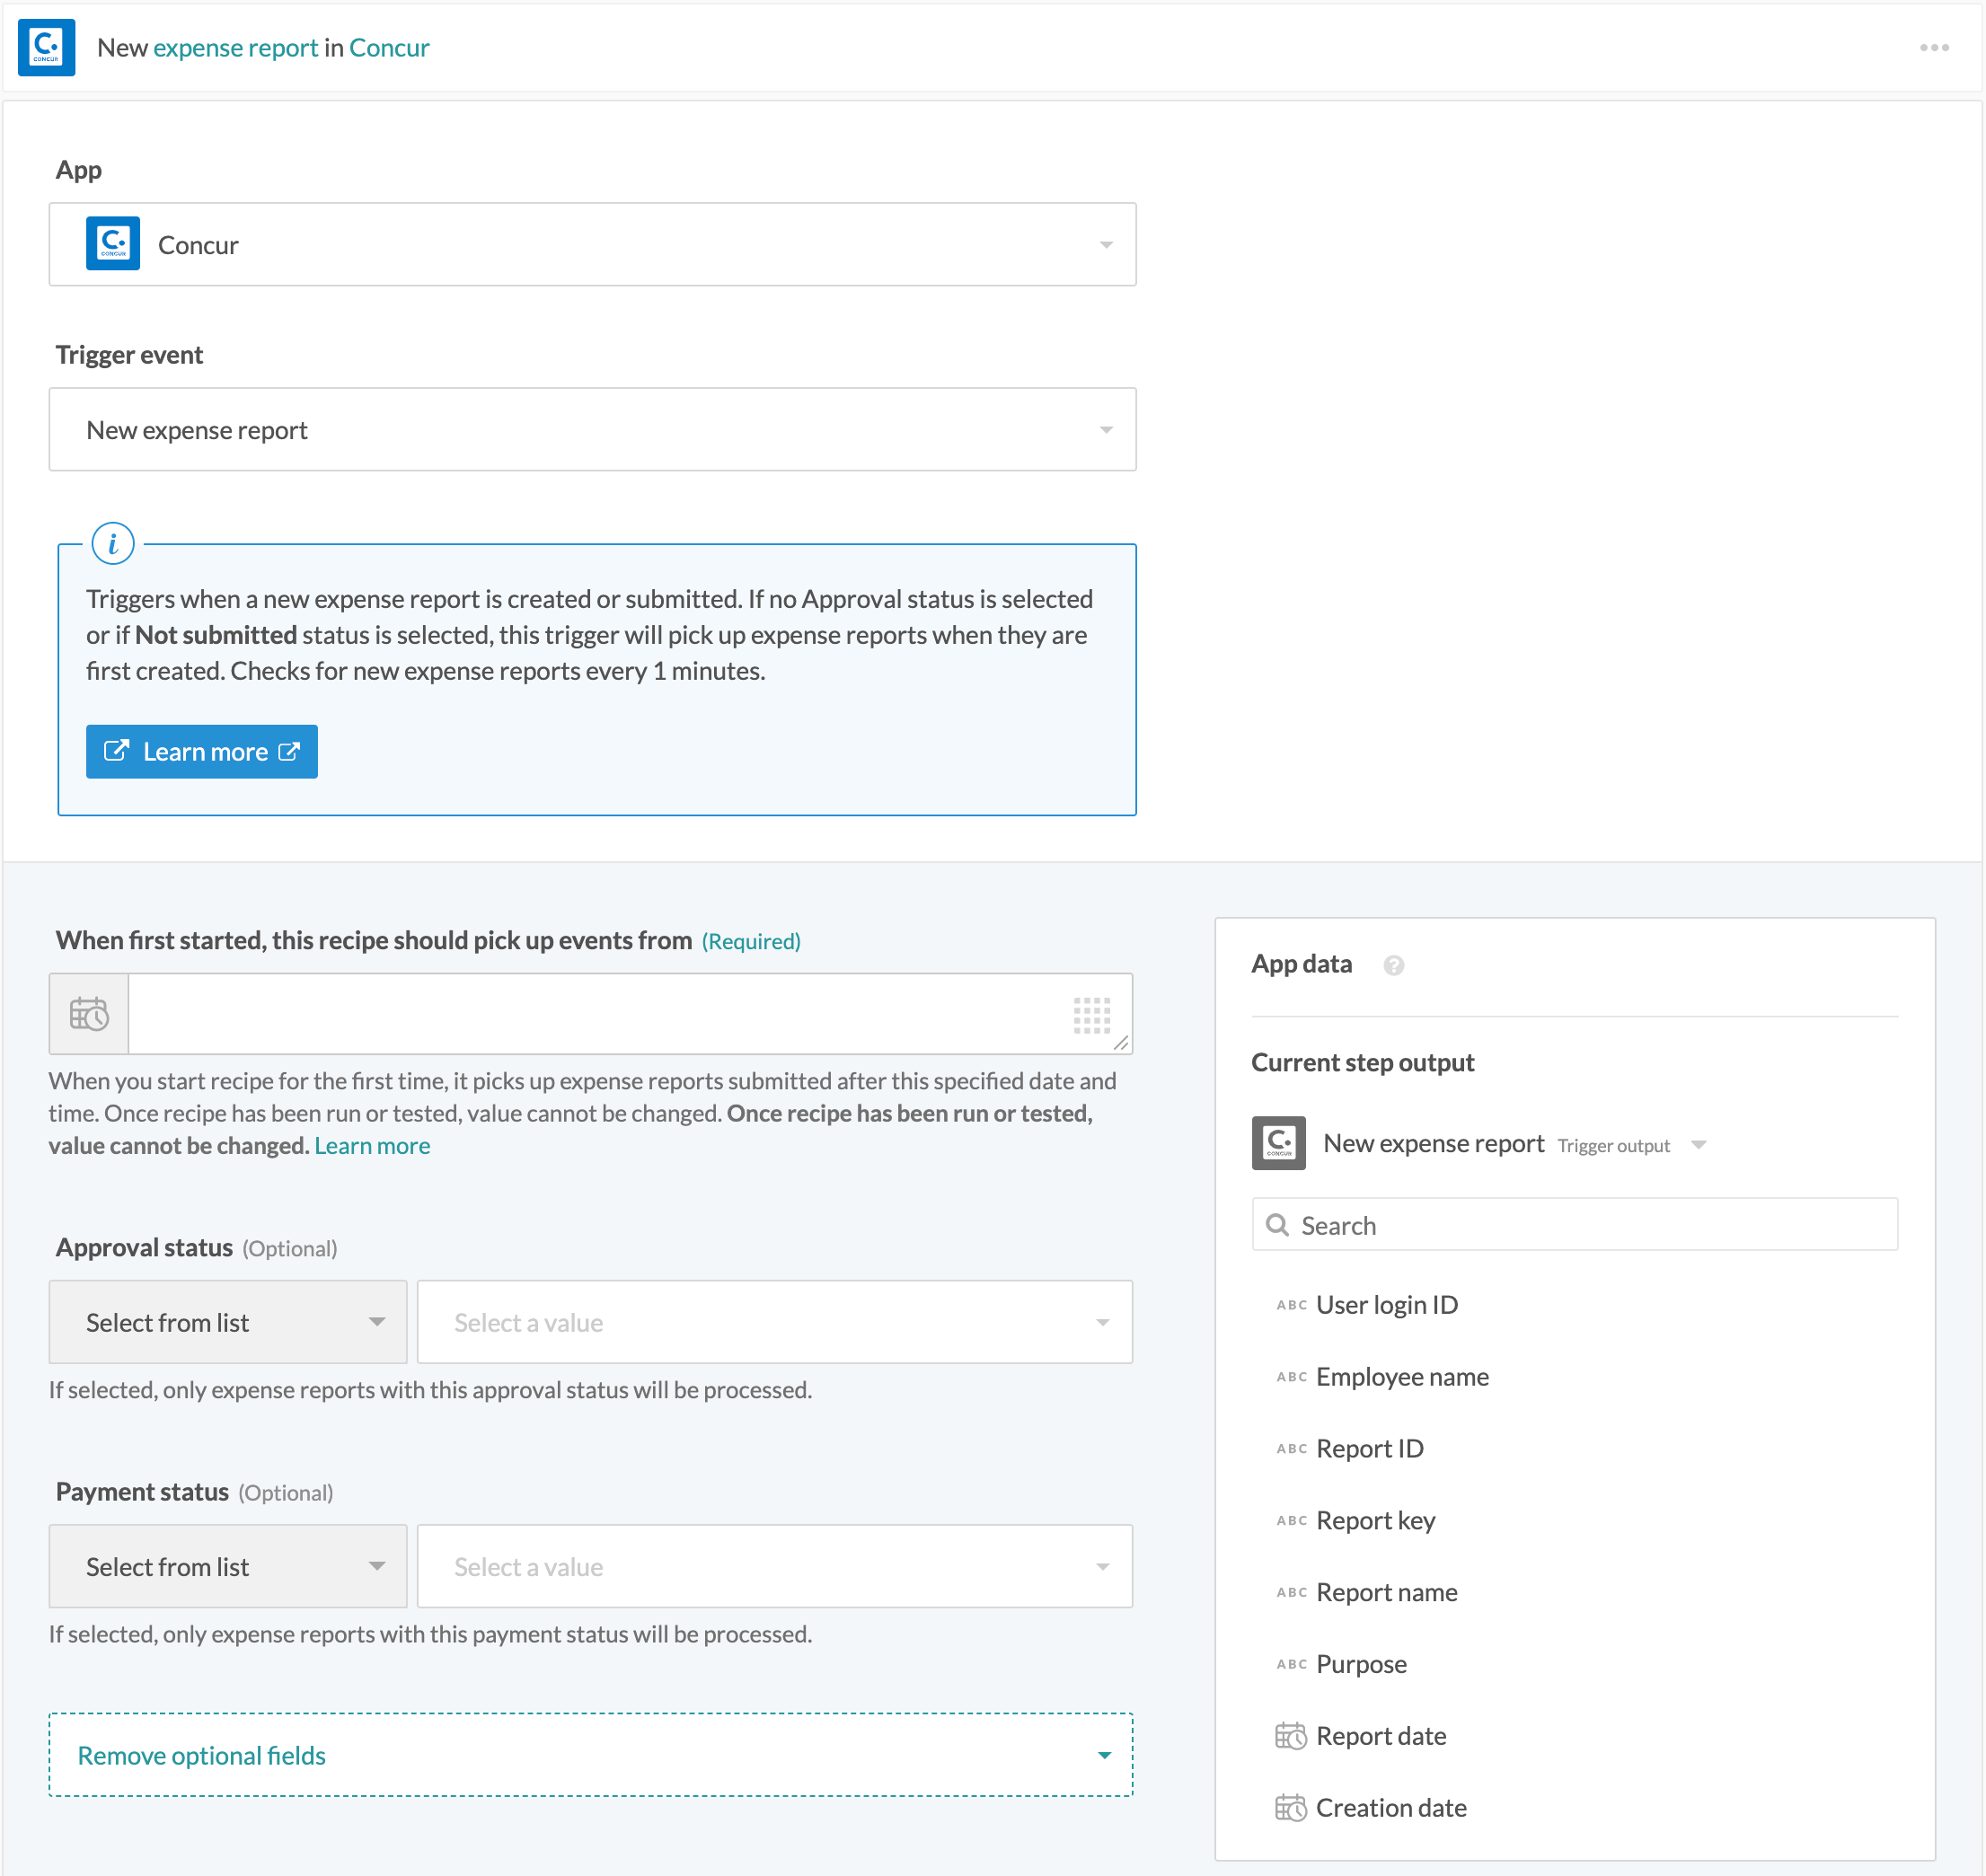 C.
CONCUR
New expense report in Concur
App
C.
CONCUR
Concur
Trigger event
New expense report
i
Triggers when a new expense report is created or submitted. If no Approval status is selected
or if Not submitted status is selected, this trigger will pick up expense reports when they are
first created. Checks for new expense reports every 1 minutes.
Learn more
When first started, this recipe should pick up events from (Required)
When you start recipe for the first time, it picks up expense reports submitted after this specified date and
time. Once recipe has been run or tested, value cannot be changed. Once recipe has been run or tested,
value cannot be changed. Learn more
Approval status (Optional)
Select from list
Select a value
If selected, only expense reports with this approval status will be processed.
Payment status (Optional)
Select from list
Select a value
If selected, only expense reports with this payment status will be processed.
Remove optional fields
App data ?
Current step output
C.
CONCUR
New expense report Trigger output
Search
ABC User login ID
ABC Employee name
ABC Report ID
ABC Report key
ABC Report name
ABC Purpose
Report date
Creation date